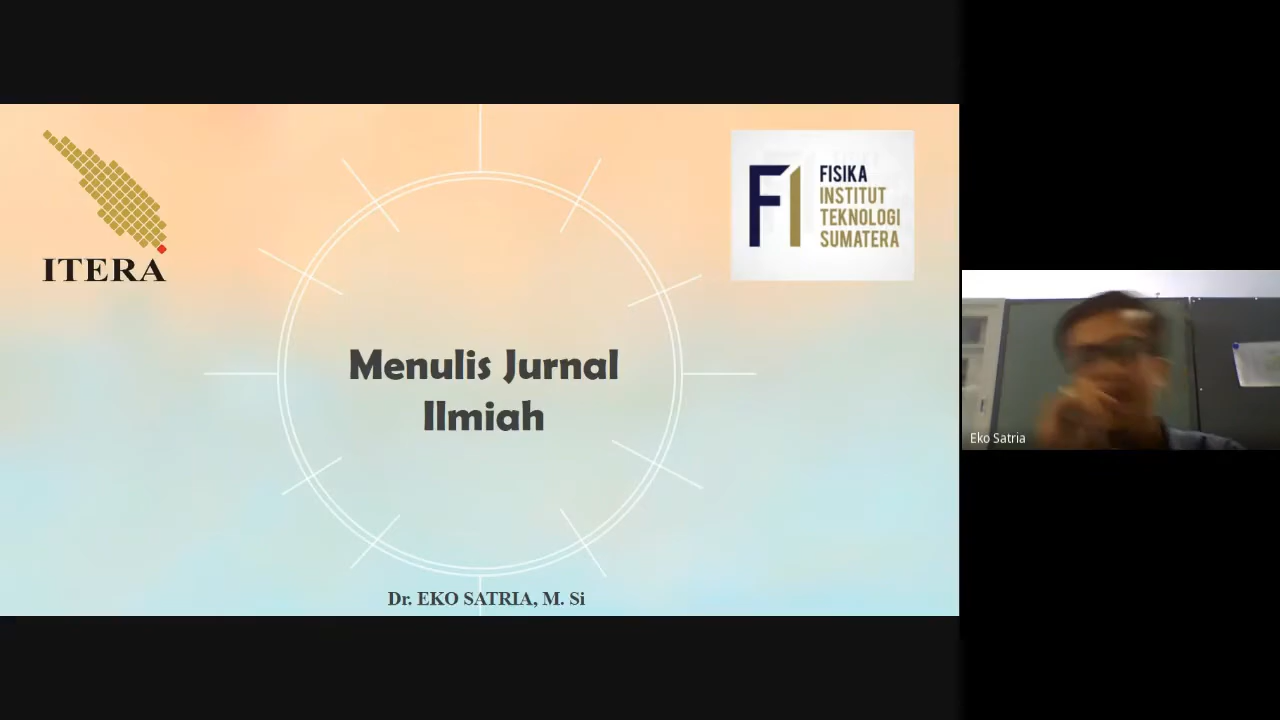 ITERA
FISIKA
INSTITUT
TEKNOLOGI
SUMATERA
Menulis Jurnal
Ilmiah
Dr. EKO SATRIA, M. Si
Eko Satria